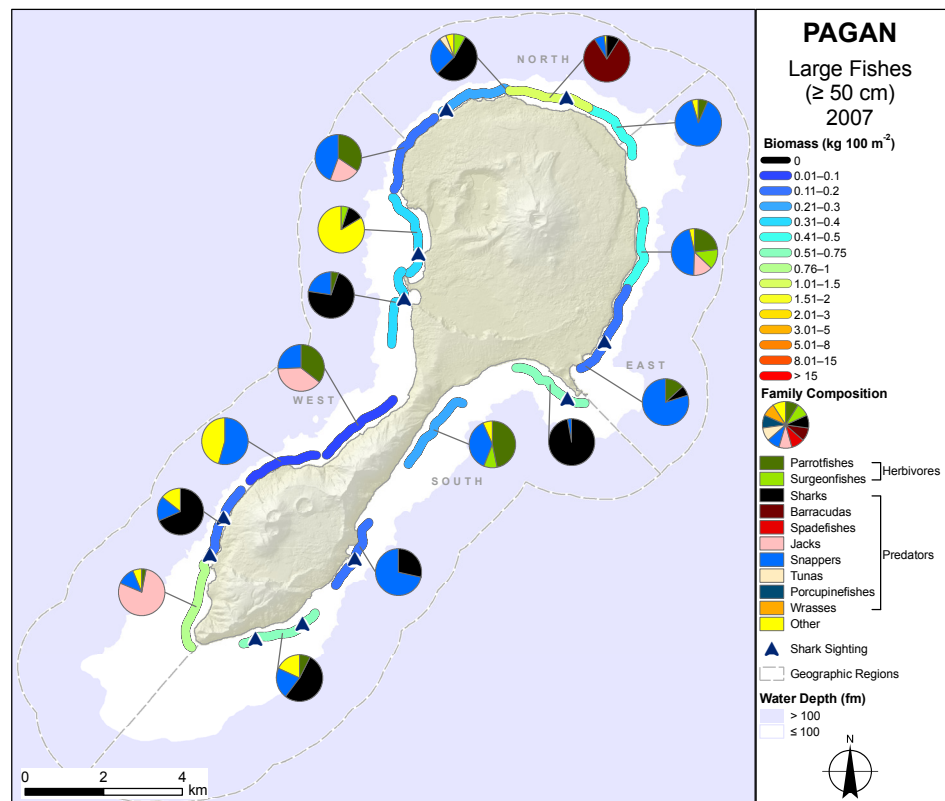 PAGAN
Large Fishes
(≥ 50 cm)
2007
Biomass (kg 100 m⁻²)
0
0.01–0.1
0.11–0.2
0.21–0.3
0.31–0.4
0.41–0.5
0.51–0.75
0.76–1
1.01–1.5
1.51–2
2.01–3
3.01–5
5.01–8
8.01–15
> 15
Family Composition
Parrotfishes
Surgeonfishes
Herbivores
Sharks
Barracudas
Spadefishes
Jacks
Snappers
Tunas
Porcupinefishes
Wrasses
Predators
Other
Shark Sighting
Geographic Regions
Water Depth (fm)
> 100
≤ 100
N
NORTH
EAST
WEST
SOUTH
0 2 4
km